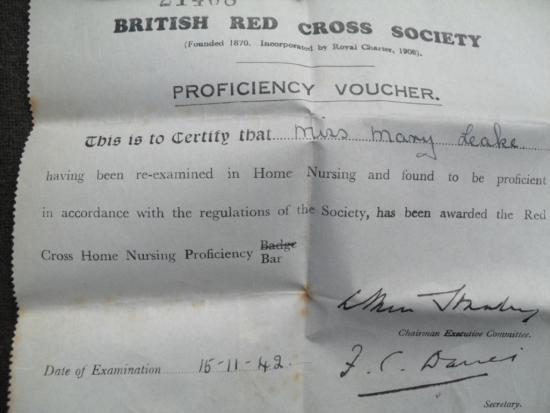 BRITISH RED CROSS SOCIETY
(Founded 1870. Incorporated by Royal Charter, 1908).
PROFICIENCY VOUCHER.
This is to Certify that Miss Mary Leake
having been re-examined in Home Nursing and found to be proficient
in accordance with the regulations of the Society, has been awarded the Red
Cross Home Nursing Proficiency Badge
Bar
Chairman Executive Committee.
Date of Examination 15-11-42 F. C. Davies
Secretary.